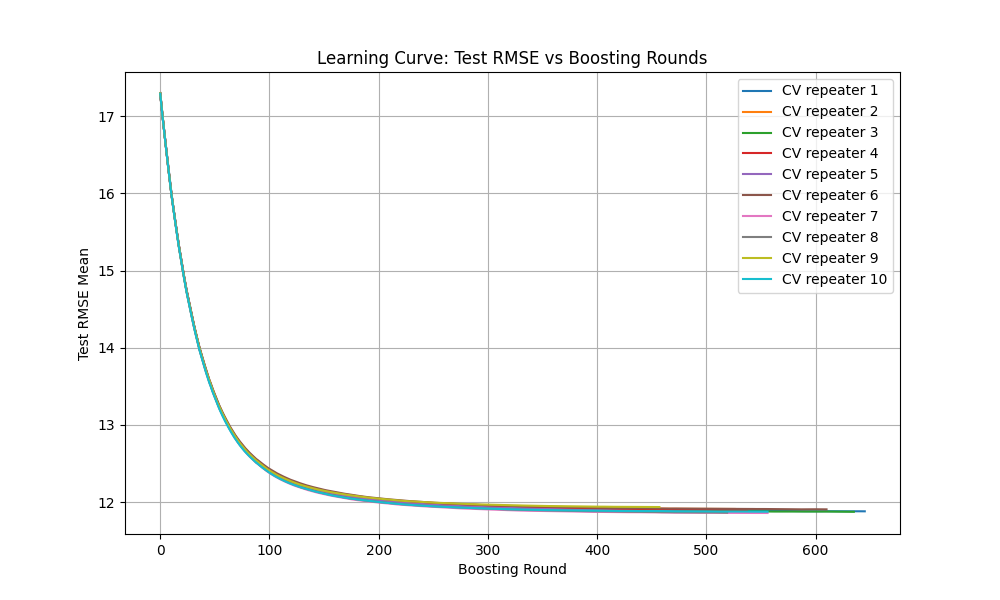 Learning Curve: Test RMSE vs Boosting Rounds
CV repeater 1
CV repeater 2
CV repeater 3
CV repeater 4
CV repeater 5
CV repeater 6
CV repeater 7
CV repeater 8
CV repeater 9
CV repeater 10
Test RMSE Mean
17
16
15
14
13
12
0 100 200 300 400 500 600
Boosting Round